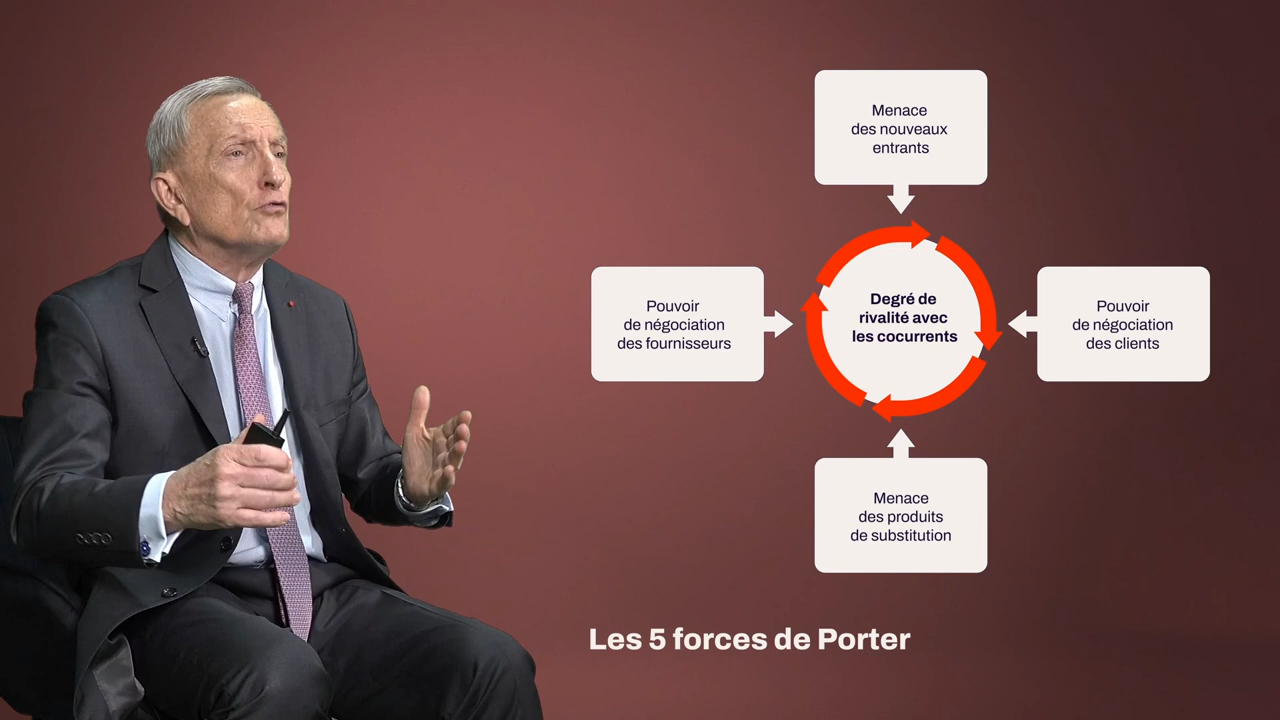 Menace
des nouveaux
entrants
Pouvoir
de négociation
des fournisseurs
Degré de
rivalité avec
les cocurrents
Pouvoir
de négociation
des clients
Menace
des produits
de substitution
Les 5 forces de Porter